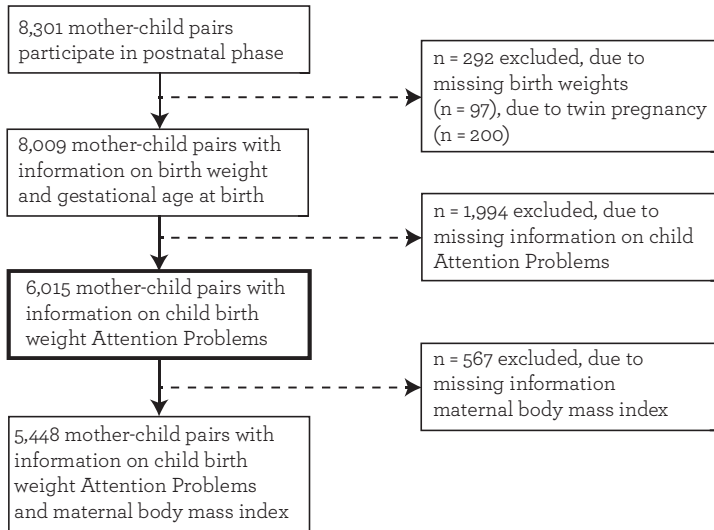 8,301 mother-child pairs
participate in postnatal phase
n = 292 excluded, due to
missing birth weights
(n = 97), due to twin pregnancy
(n = 200)
8,009 mother-child pairs with
information on birth weight
and gestational age at birth
n = 1,994 excluded, due to
missing information on child
Attention Problems
6,015 mother-child pairs with
information on child birth
weight Attention Problems
n = 567 excluded, due to
missing information
maternal body mass index
5,448 mother-child pairs with
information on child birth
weight Attention Problems
and maternal body mass index